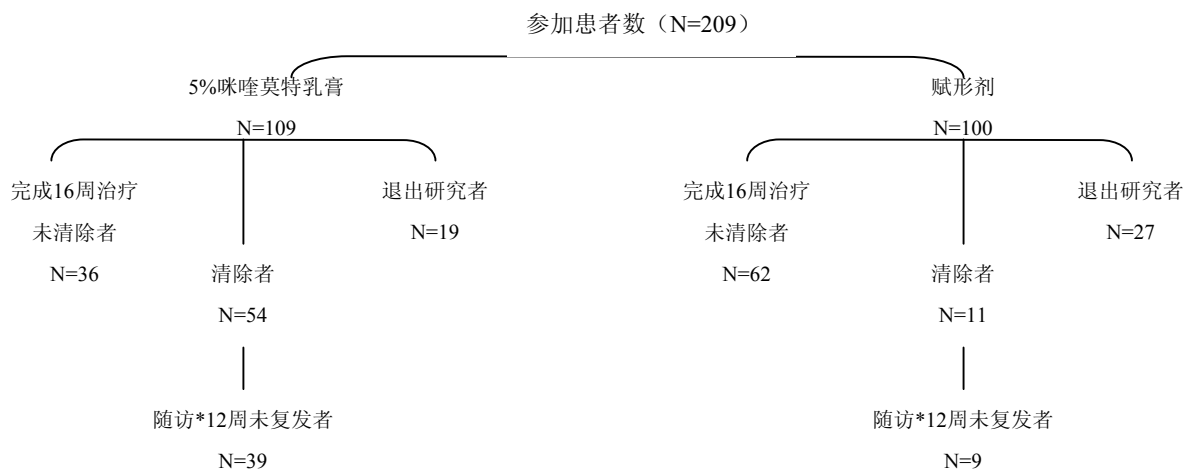 参加患者数（N=209）
5%咪喹莫特乳膏
N=109
赋形剂
N=100
完成16周治疗
未清除者
N=36
清除者
N=54
退出研究者
N=19
随访*12周未复发者
N=39
完成16周治疗
未清除者
N=62
清除者
N=11
退出研究者
N=27
随访*12周未复发者
N=9